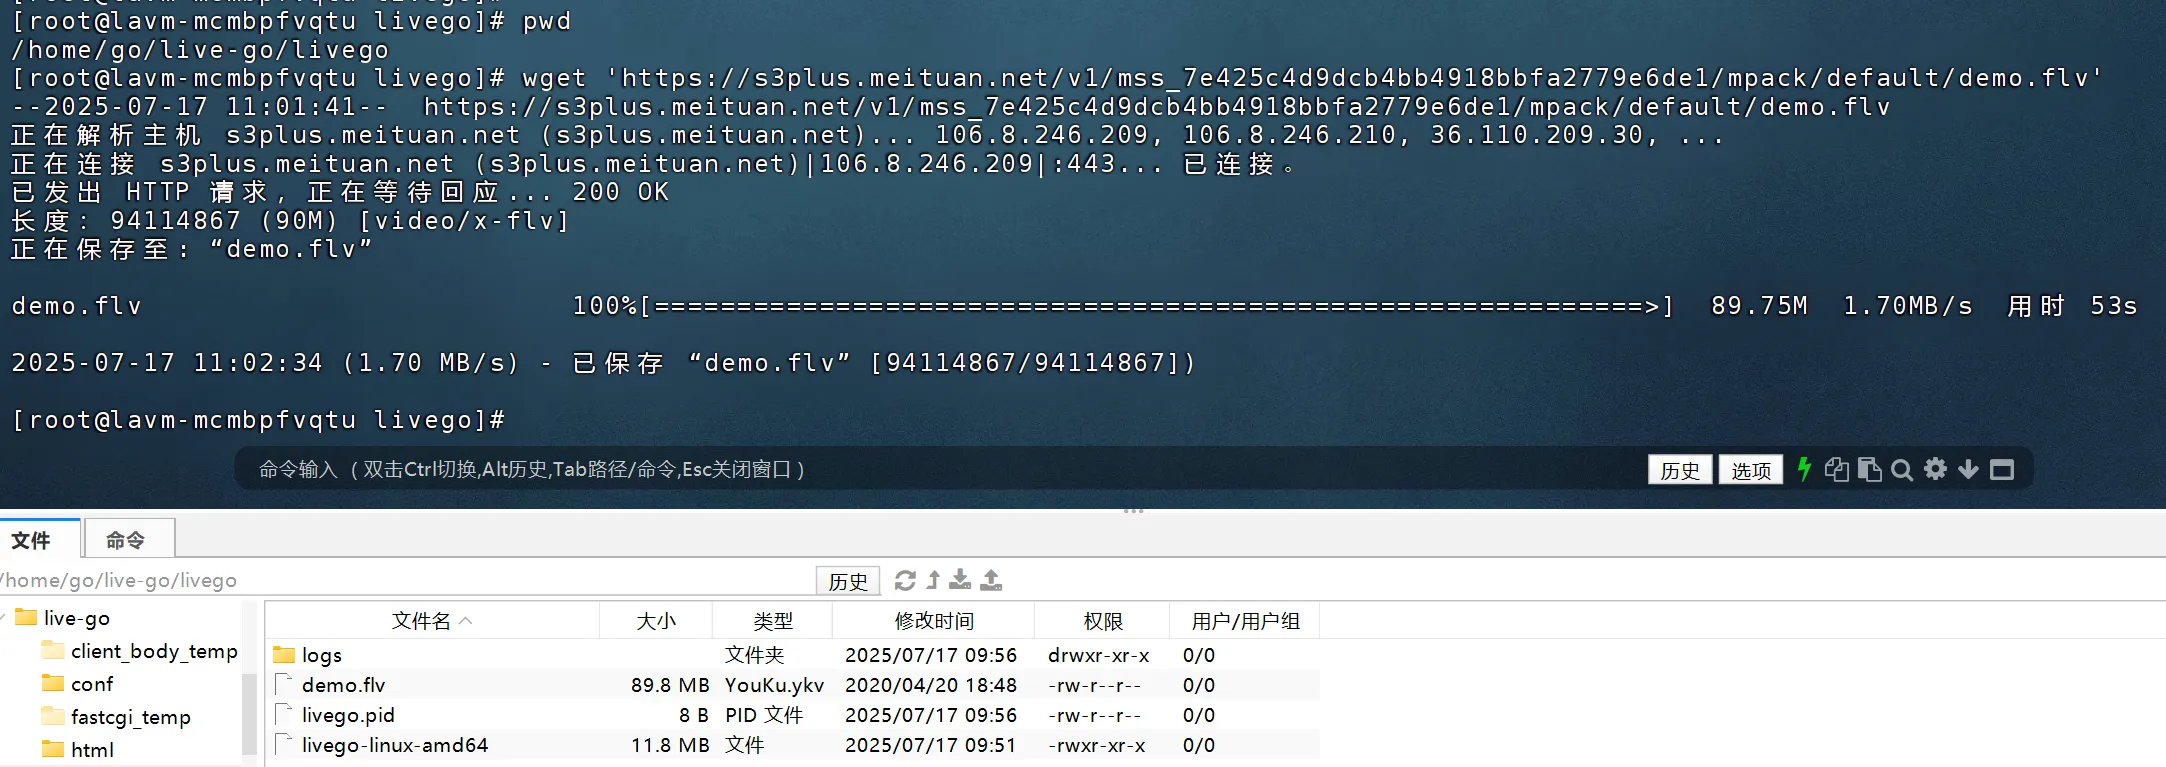 [root@lavm-mcmbpfvqtu livego]#
[root@lavm-mcmbpfvqtu livego]# pwd
/home/go/live-go/livego
[root@lavm-mcmbpfvqtu livego]# wget 'https://s3plus.meituan.net/v1/mss_7e425c4d9dcb4bb4918bbfa2779e6de1/mpack/default/demo.flv'
--2025-07-17 11:01:41--  https://s3plus.meituan.net/v1/mss_7e425c4d9dcb4bb4918bbfa2779e6de1/mpack/default/demo.flv
正在解析主机 s3plus.meituan.net (s3plus.meituan.net)... 106.8.246.209, 106.8.246.210, 36.110.209.30, ...
正在连接 s3plus.meituan.net (s3plus.meituan.net)|106.8.246.209|:443... 已连接。
已发出 HTTP 请求，正在等待回应... 200 OK
长度：94114867 (90M) [video/x-flv]
正在保存至: “demo.flv”
demo.flv 100%[============================================================>] 89.75M 1.70MB/s 用时 53s
2025-07-17 11:02:34 (1.70 MB/s) - 已保存 “demo.flv” [94114867/94114867])
[root@lavm-mcmbpfvqtu livego]#
命令输入 (双击Ctrl切换,Alt历史,Tab路径/命令,Esc关闭窗口) 历史 选项
文件 命令
/home/go/live-go/livego 历史
live-go
client_body_temp
conf
fastcgi_temp
html
文件名 大小 类型 修改时间 权限 用户/用户组
logs 文件夹 2025/07/17 09:56 drwxr-xr-x 0/0
demo.flv 89.8 MB YouKu.ykv 2020/04/20 18:48 -rw-r--r-- 0/0
livego.pid 8 B PID 文件 2025/07/17 09:56 -rw-r--r-- 0/0
livego-linux-amd64 11.8 MB 文件 2025/07/17 09:51 -rwxr-xr-x 0/0